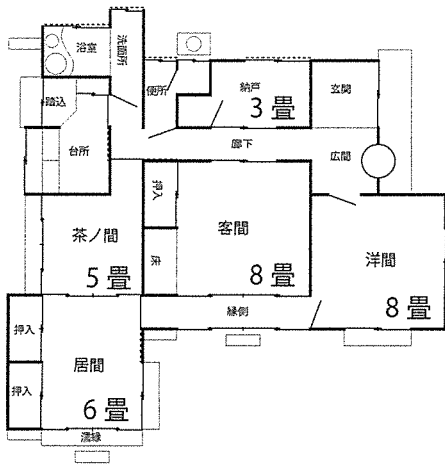 浴室
洗面所
便所
納戸
3畳
玄関
踏込
台所
廊下
広間
押入
茶ノ間
5畳
床
客間
8畳
洋間
8畳
縁側
押入
居間
6畳
押入
濡縁